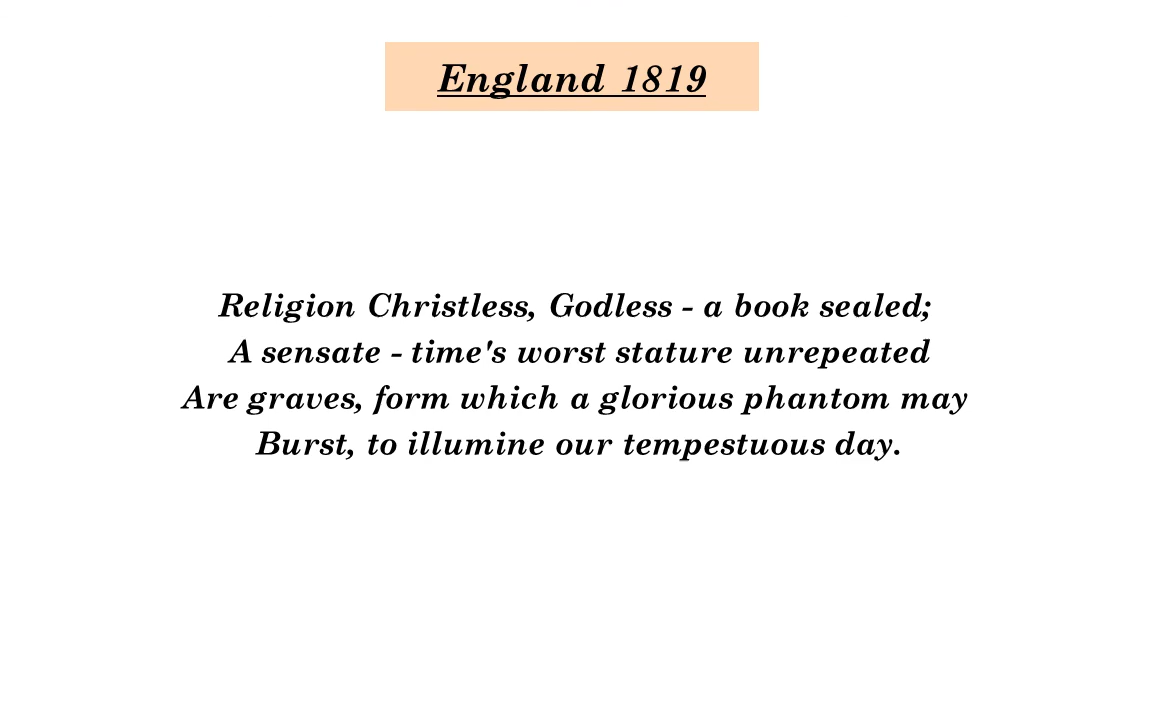 England 1819
Religion Christless, Godless - a book sealed;
A sensate - time's worst stature unrepeated
Are graves, form which a glorious phantom may
Burst, to illumine our tempestuous day.